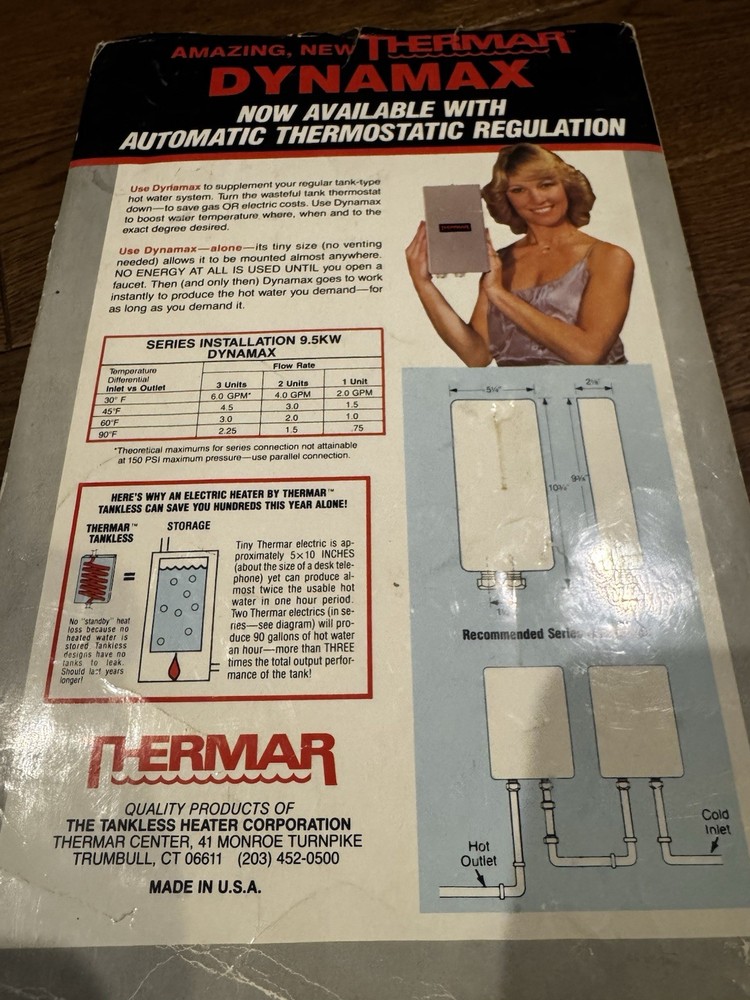 AMAZING, NEW THERMAR™
DYNAMAX
NOW AVAILABLE WITH
AUTOMATIC THERMOSTATIC REGULATION
Use Dynamax to supplement your regular tank-type
hot water system. Turn the wasteful tank thermostat
down—to save gas OR electric costs. Use Dynamax
to boost water temperature where, when and to the
exact degree desired.
Use Dynamax—alone—its tiny size (no venting
needed) allows it to be mounted almost anywhere.
NO ENERGY AT ALL IS USED UNTIL you open a
faucet. Then (and only then) Dynamax goes to work
instantly to produce the hot water you demand—for
as long as you demand it.
SERIES INSTALLATION 9.5KW
DYNAMAX
Temperature
Differential
Inlet vs Outlet
Flow Rate
3 Units 2 Units 1 Unit
30° F 6.0 GPM* 4.0 GPM 2.0 GPM
45°F 4.5 3.0 1.5
60°F 3.0 2.0 1.0
90°F 2.25 1.5 .75
*Theoretical maximums for series connection not attainable
at 150 PSI maximum pressure—use parallel connection.
HERE'S WHY AN ELECTRIC HEATER BY THERMAR™
TANKLESS CAN SAVE YOU HUNDREDS THIS YEAR ALONE!
THERMAR™
TANKLESS
=
STORAGE
No "standby" heat
loss because no
heated water is
stored. Tankless
designs have no
tanks to leak.
Should last years
longer!
Tiny Thermar electric is ap-
proximately 5×10 INCHES
(about the size of a desk tele-
phone) yet can produce al-
most twice the usable hot
water in one hour period.
Two Thermar electrics (in se-
ries—see diagram) will pro-
duce 90 gallons of hot water
an hour—more than THREE
times the total output perfor-
mance of the tank!
5¼"
2⅛"
10¾"
Recommended Series
Hot
Outlet
Cold
Inlet
THERMAR
QUALITY PRODUCTS OF
THE TANKLESS HEATER CORPORATION
THERMAR CENTER, 41 MONROE TURNPIKE
TRUMBULL, CT 06611 (203) 452-0500
MADE IN U.S.A.